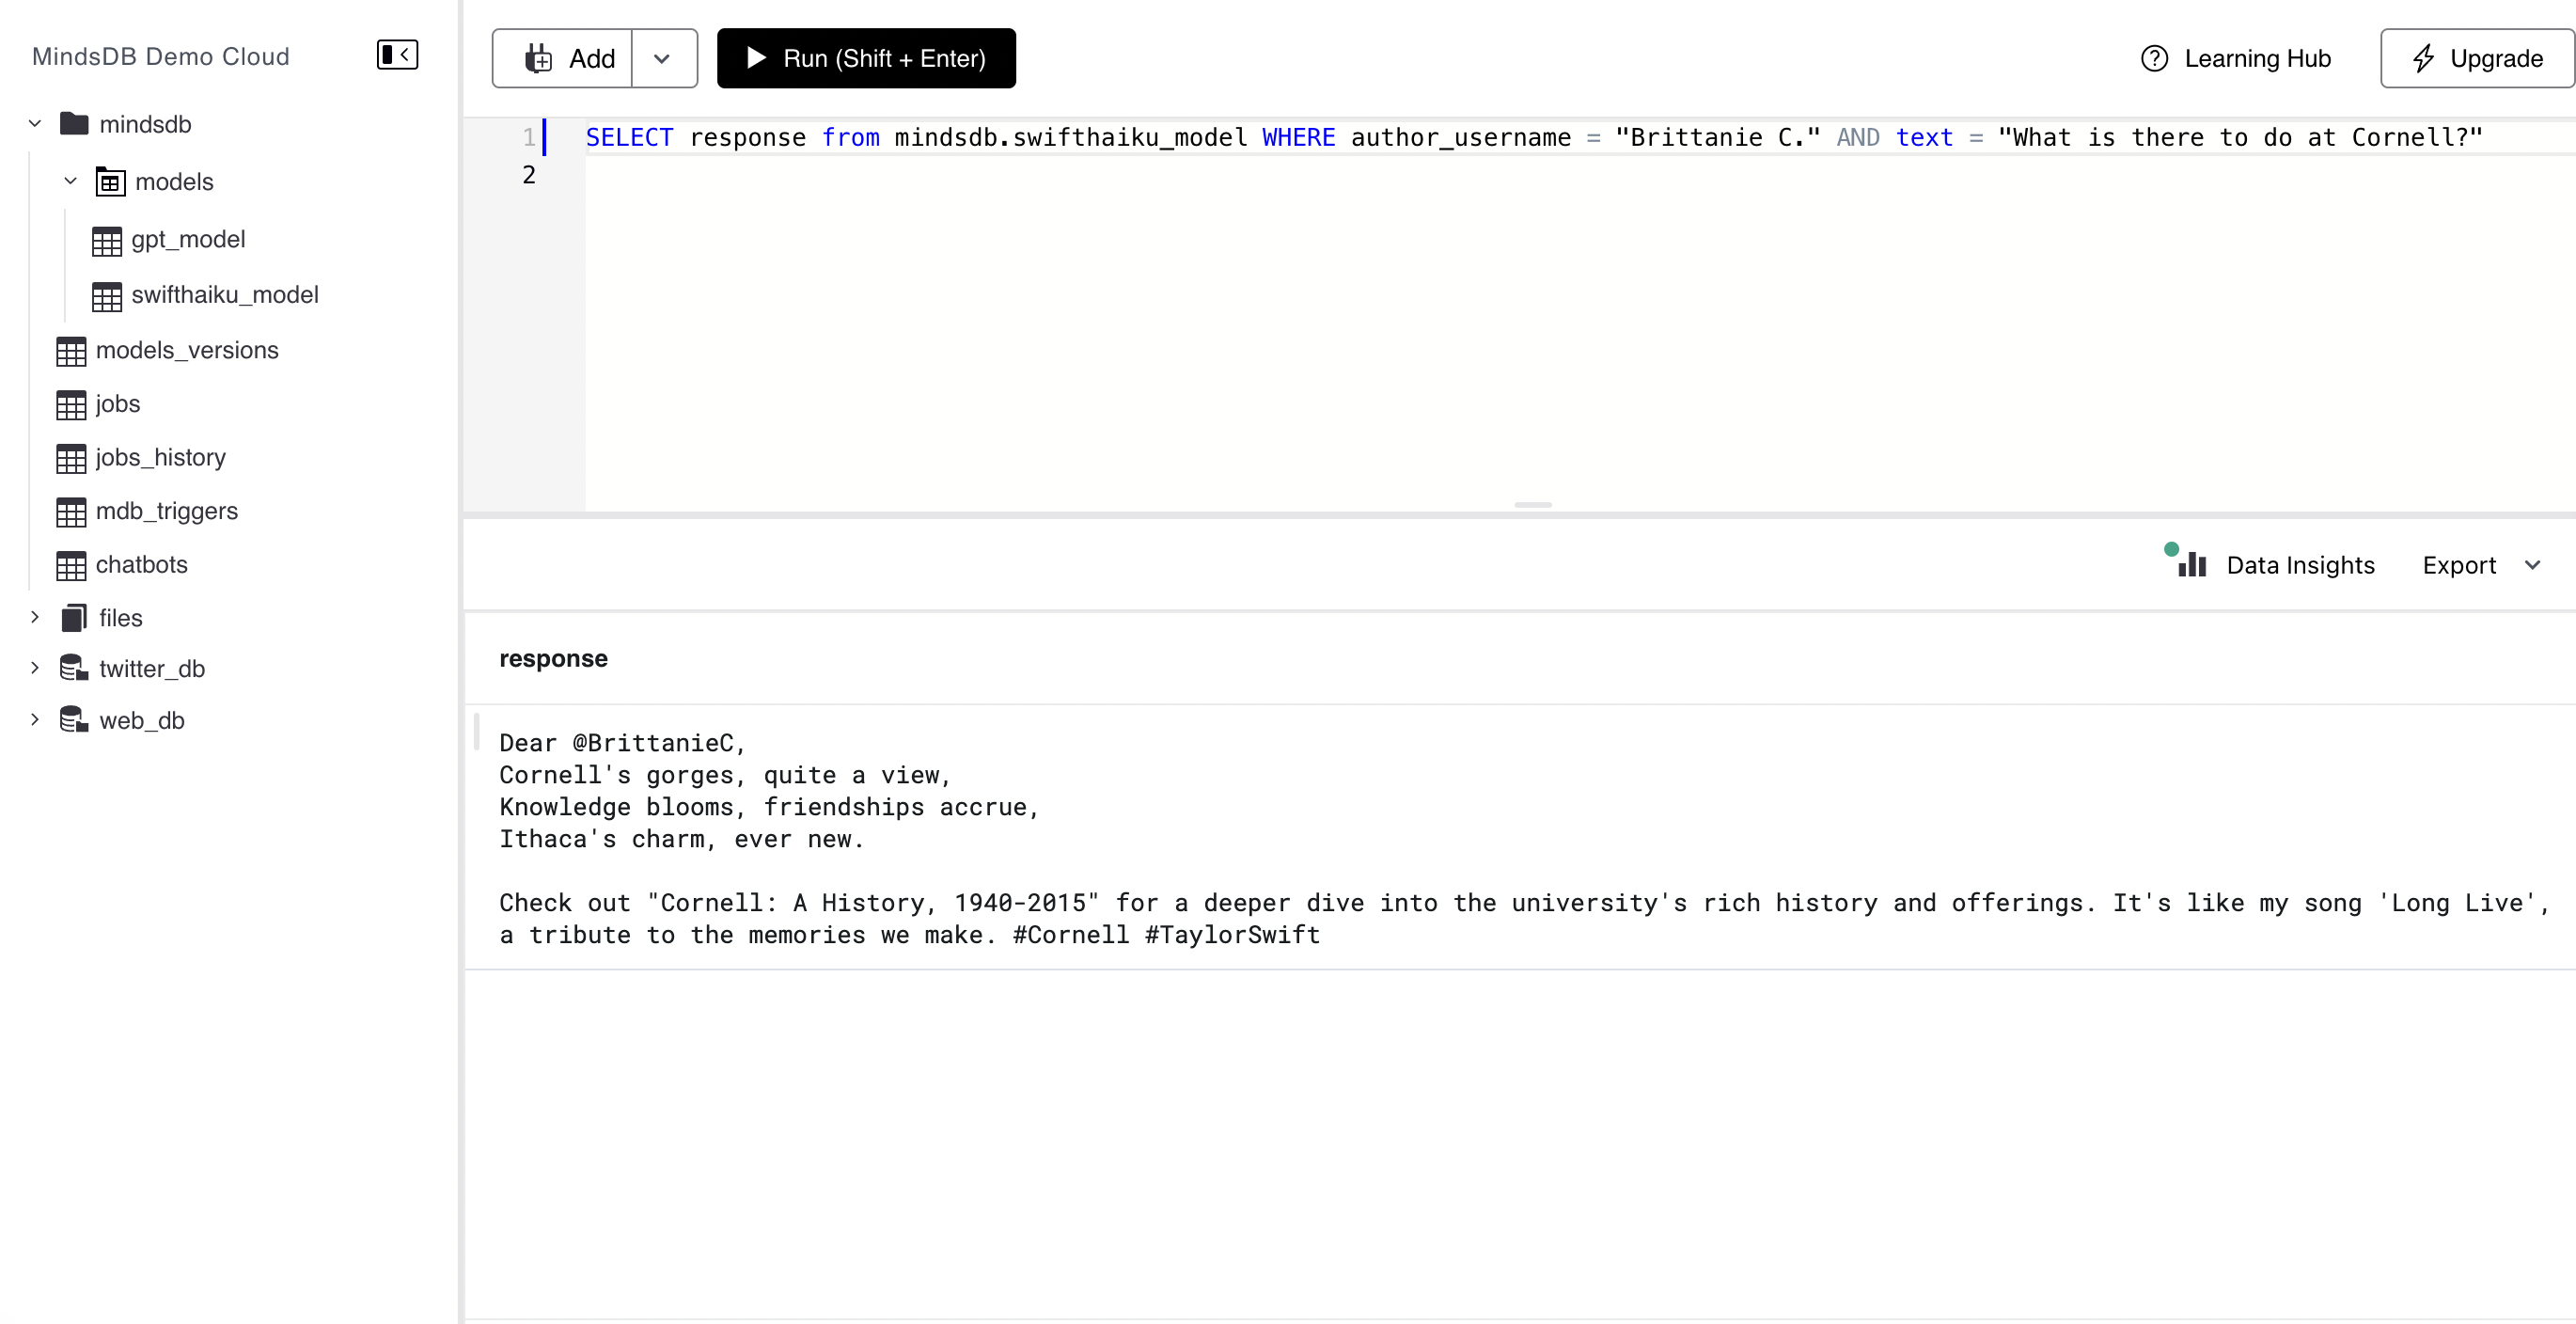 MindsDB Demo Cloud
mindsdb
models
gpt_model
swifthaiku_model
models_versions
jobs
jobs_history
mdb_triggers
chatbots
files
twitter_db
web_db
Add
Run (Shift + Enter)
Learning Hub
Upgrade
1 SELECT response from mindsdb.swifthaiku_model WHERE author_username = "Brittanie C." AND text = "What is there to do at Cornell?"
2
Data Insights
Export
response
Dear @BrittanieC,
Cornell's gorges, quite a view,
Knowledge blooms, friendships accrue,
Ithaca's charm, ever new.
Check out "Cornell: A History, 1940-2015" for a deeper dive into the university's rich history and offerings. It's like my song 'Long Live',
a tribute to the memories we make. #Cornell #TaylorSwift